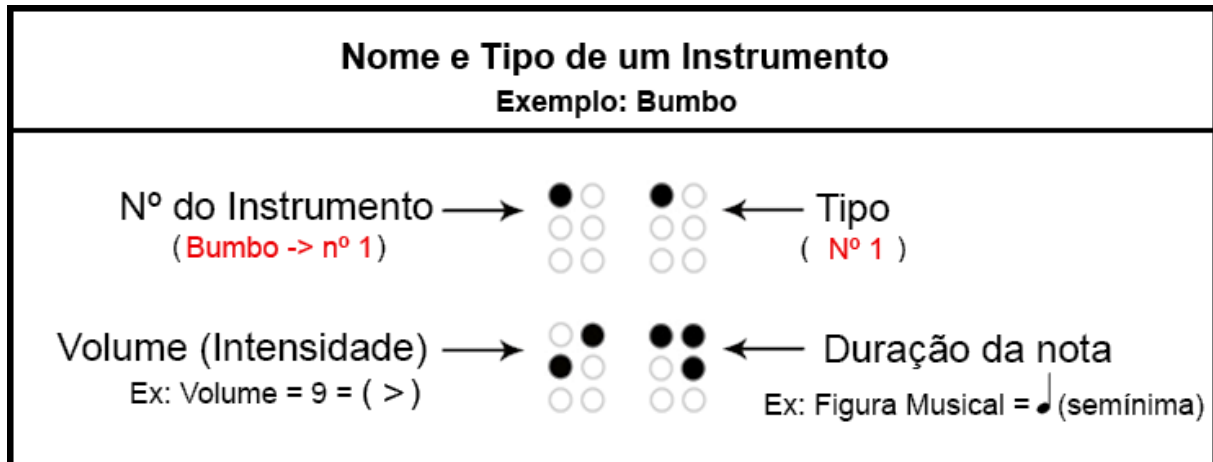 Nome e Tipo de um Instrumento
Exemplo: Bumbo
Nº do Instrumento
(Bumbo -> nº 1)
Tipo
( Nº 1 )
Volume (Intensidade)
Ex: Volume = 9 = ( > )
Duração da nota
Ex: Figura Musical = ♩ (semínima)